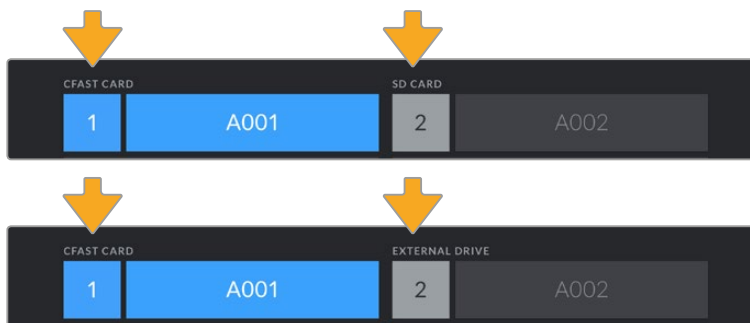 CFAST CARD SD CARD
1 A001 2 A002
CFAST CARD EXTERNAL DRIVE
1 A001 2 A002